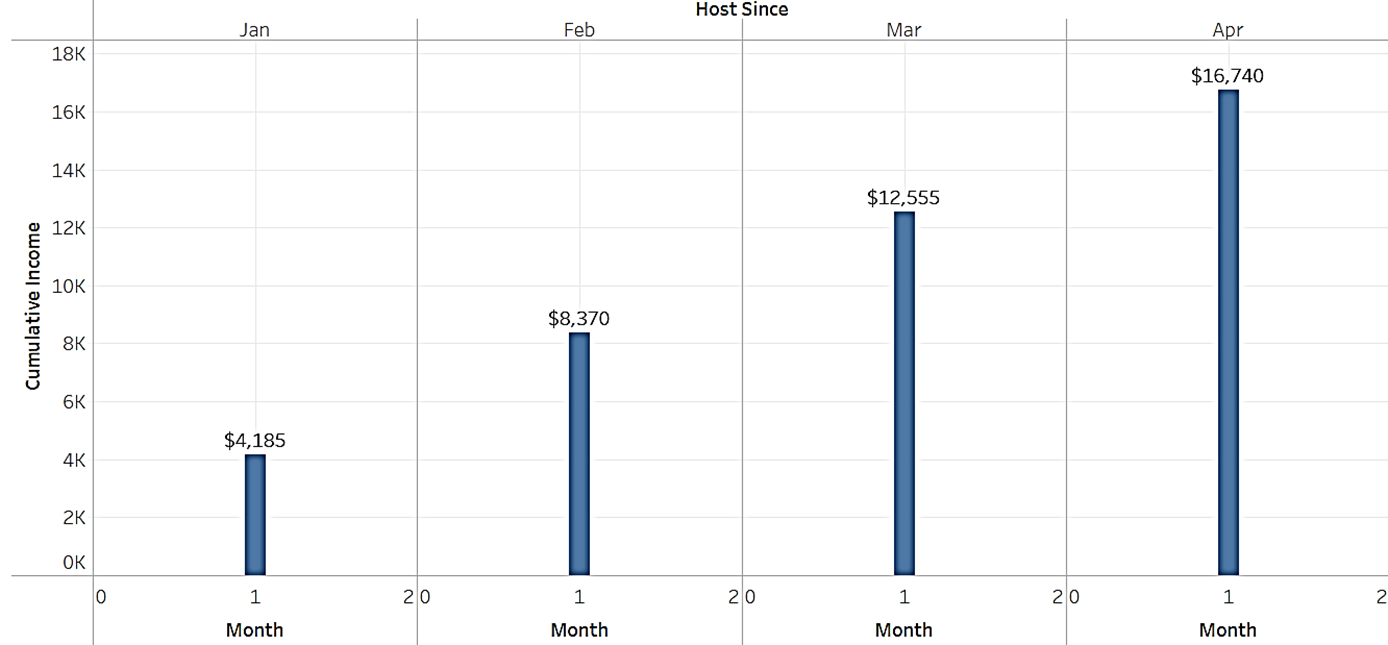 Host Since
Jan Feb Mar Apr
18K
$16,740
16K
14K
$12,555
12K
10K
$8,370
8K
6K
$4,185
4K
2K
0K
Cumulative Income
0 1 2 0 1 2 0 1 2 0 1 2
Month Month Month Month